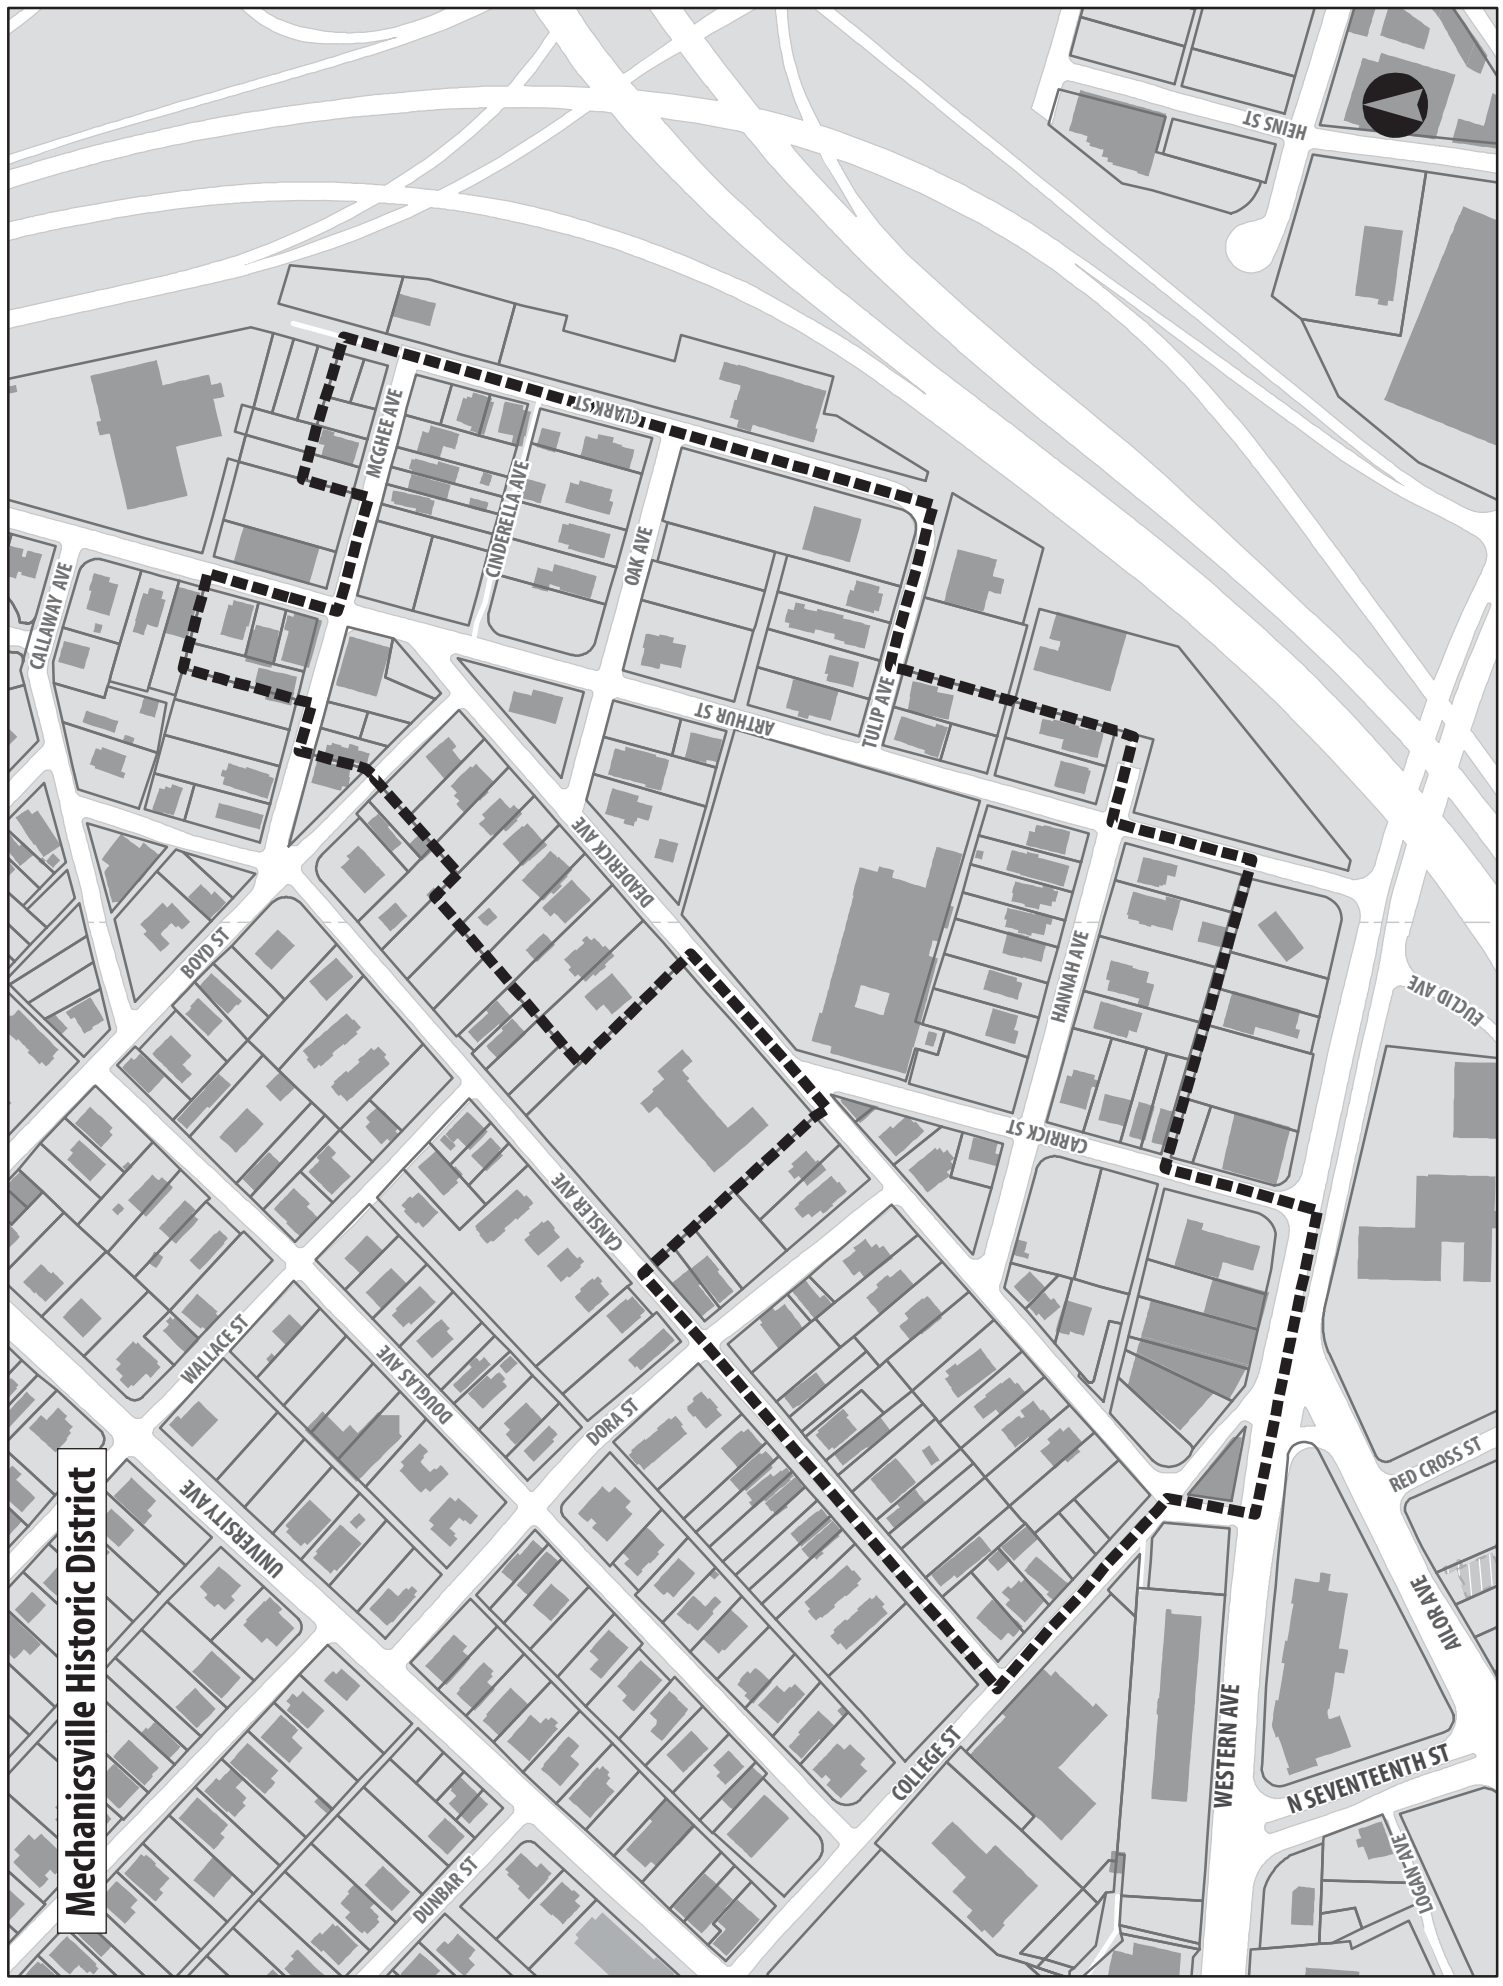 Mechanicsville Historic District
HEINS ST
MCGHEE AVE
CLARK ST
CINDERELLA AVE
OAK AVE
CALLAWAY AVE
TULIP AVE
ARTHUR ST
DEADERICK AVE
BOYD ST
HANNAH AVE
EUCLID AVE
CARRICK ST
CANSLER AVE
WALLACE ST
DOUGLAS AVE
DORA ST
UNIVERSITY AVE
RED CROSS ST
AILOR AVE
COLLEGE ST
WESTERN AVE
N SEVENTEENTH ST
DUNBAR ST
LOGAN AVE